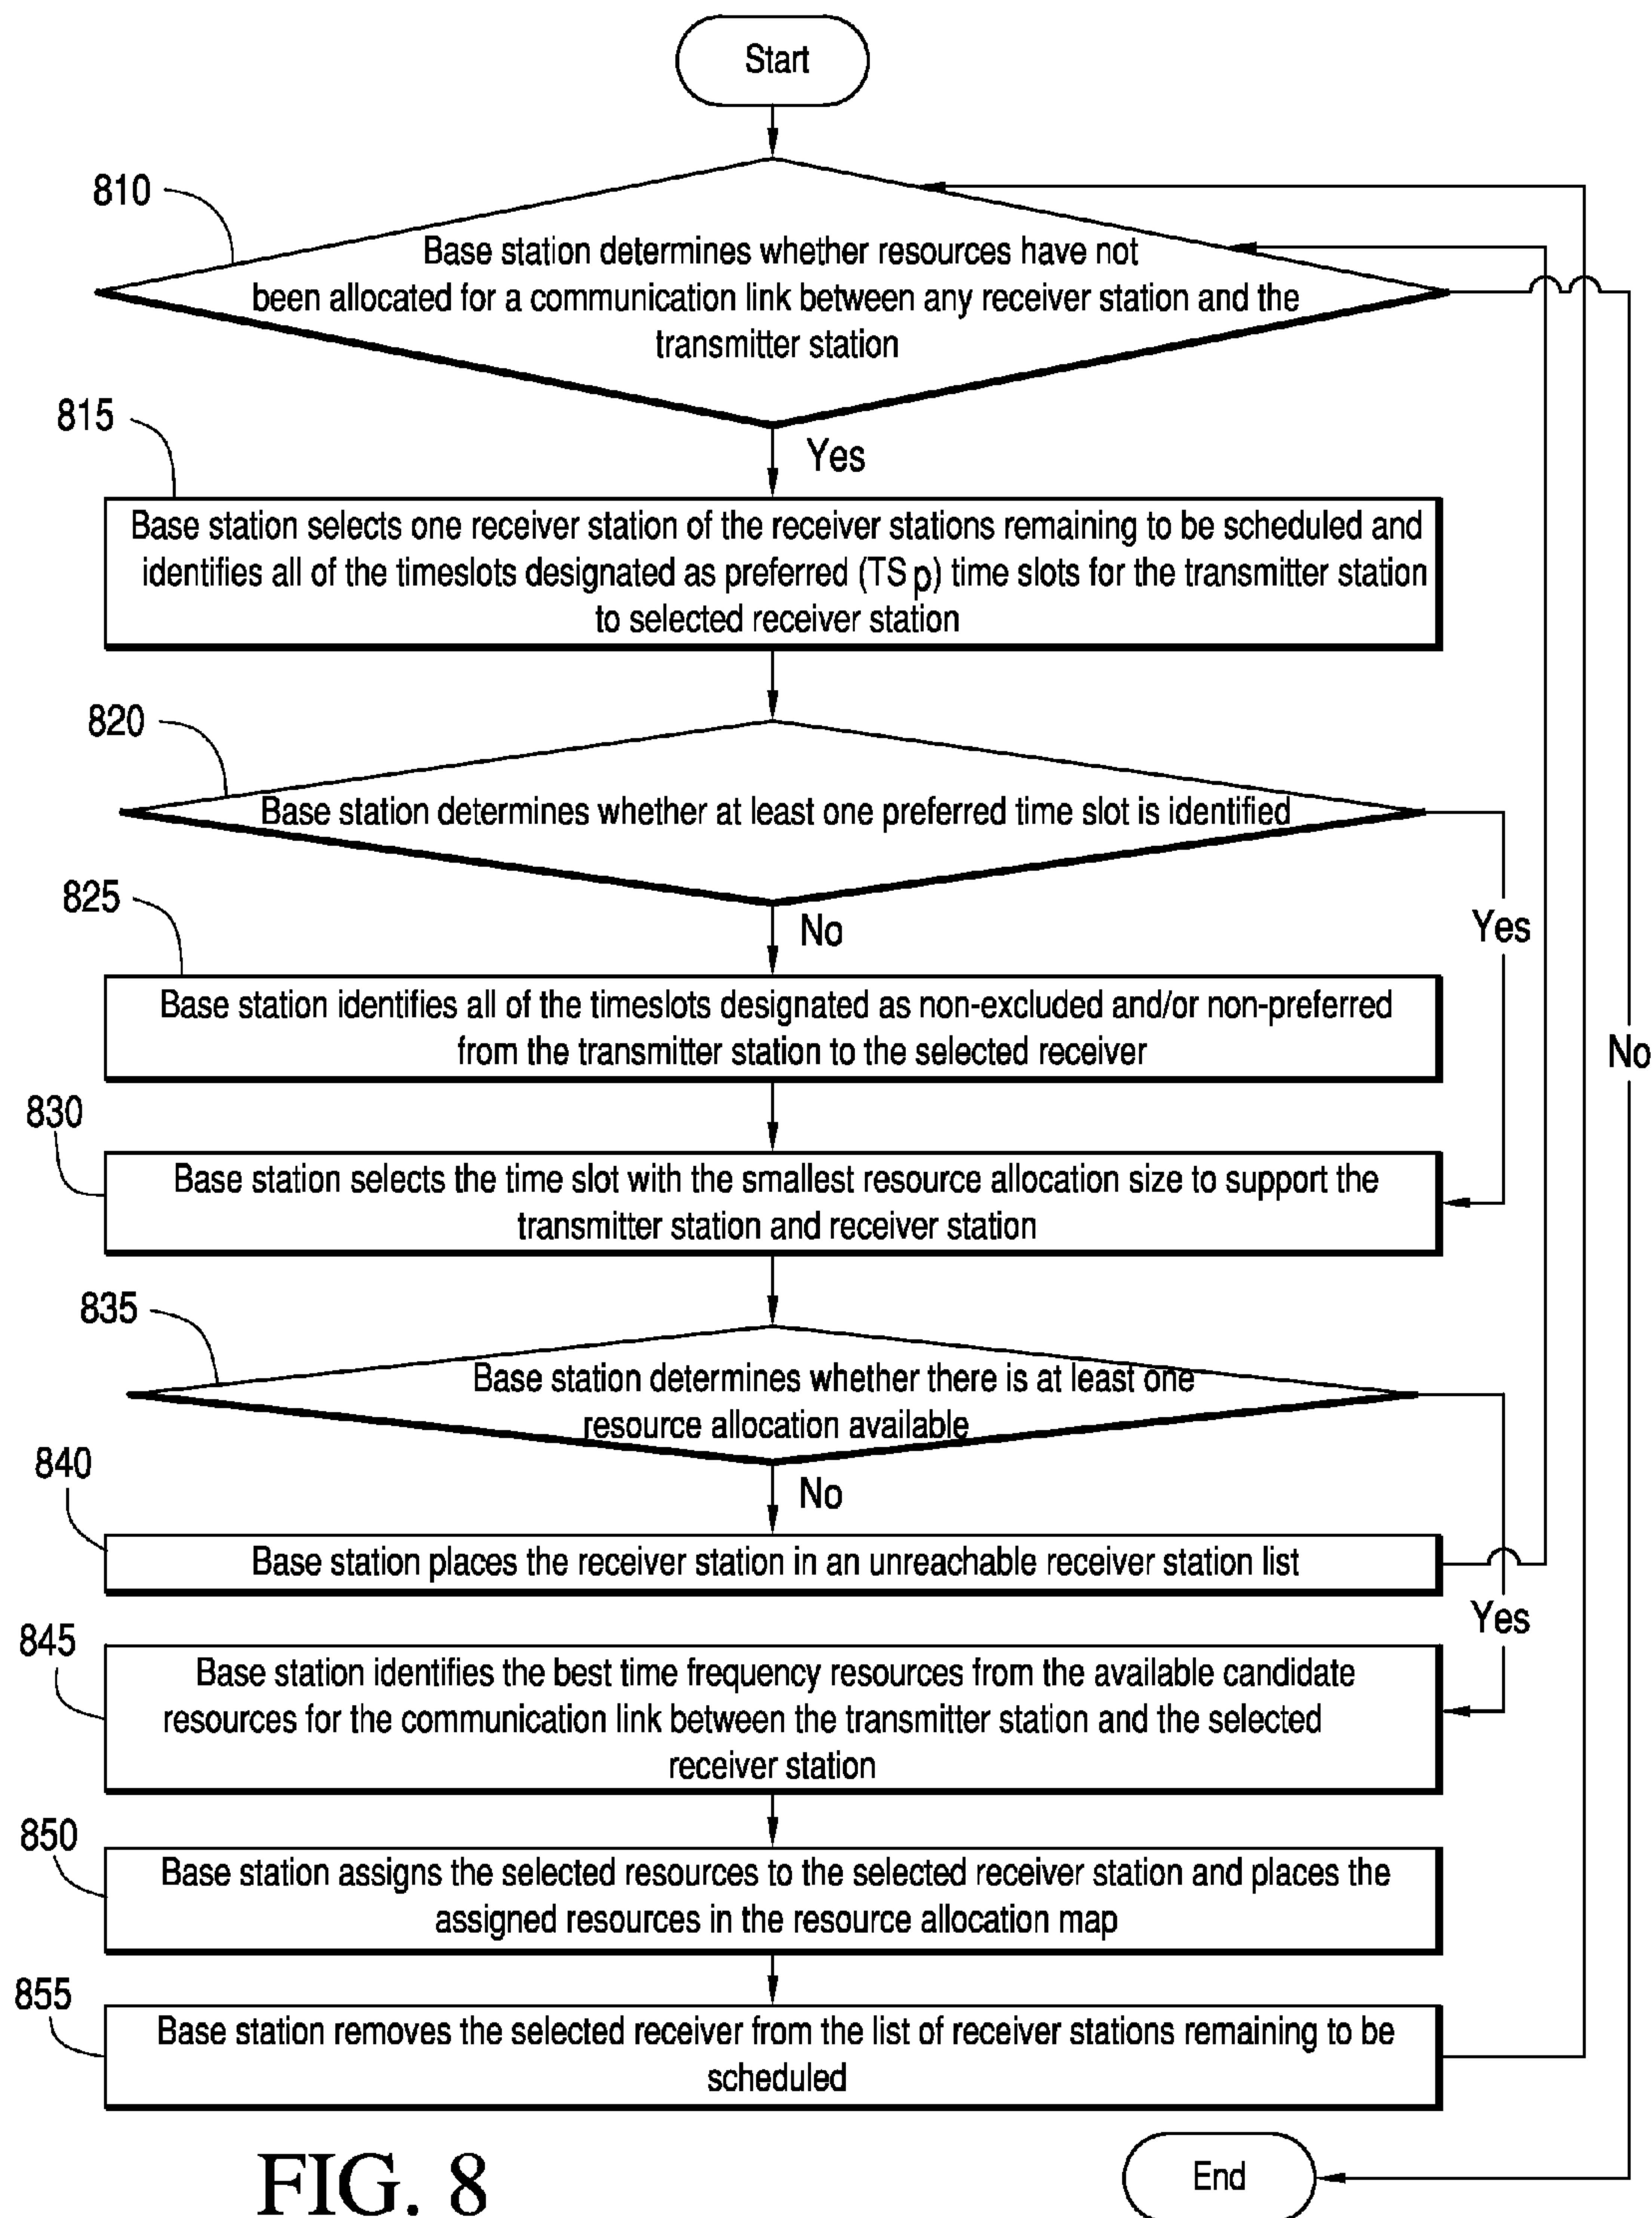 Start
810
Base station determines whether resources have not
been allocated for a communication link between any receiver station and the
transmitter station
815
Yes
Base station selects one receiver station of the receiver stations remaining to be scheduled and
identifies all of the timeslots designated as preferred (TS p) time slots for the transmitter station
to selected receiver station
820
Base station determines whether at least one preferred time slot is identified
825
No
Yes
Base station identifies all of the timeslots designated as non-excluded and/or non-preferred
from the transmitter station to the selected receiver
No
830
Base station selects the time slot with the smallest resource allocation size to support the
transmitter station and receiver station
835
Base station determines whether there is at least one
resource allocation available
840
No
Base station places the receiver station in an unreachable receiver station list
Yes
845
Base station identifies the best time frequency resources from the available candidate
resources for the communication link between the transmitter station and the selected
receiver station
850
Base station assigns the selected resources to the selected receiver station and places the
assigned resources in the resource allocation map
855
Base station removes the selected receiver from the list of receiver stations remaining to be
scheduled
FIG. 8
End